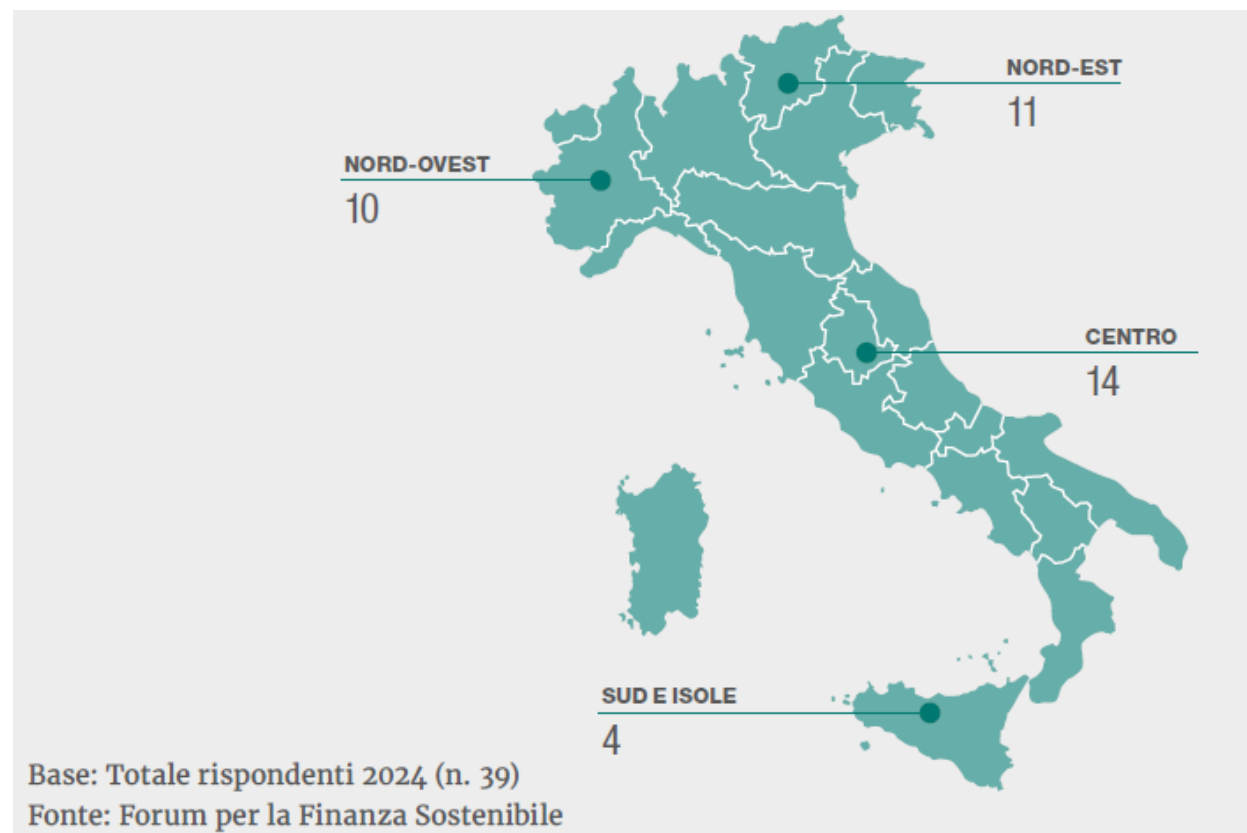 NORD-EST
11
NORD-OVEST
10
CENTRO
14
SUD E ISOLE
4
Base: Totale rispondenti 2024 (n. 39)
Fonte: Forum per la Finanza Sostenibile